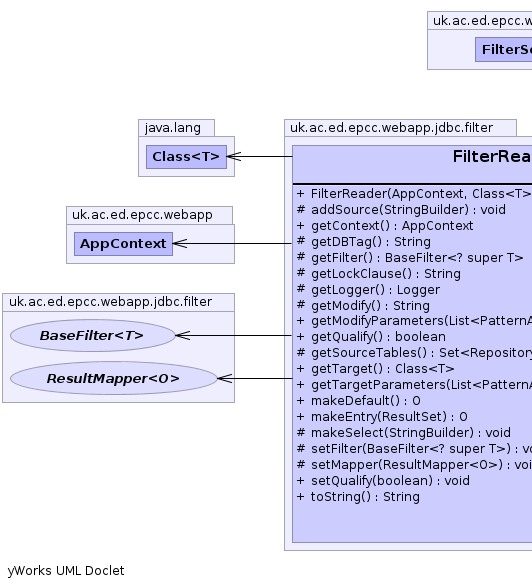 uk.ac.ed.epcc.w
FilterS
java.lang
Class<T>
uk.ac.ed.epcc.webapp
AppContext
uk.ac.ed.epcc.webapp.jdbc.filter
BaseFilter<T>
ResultMapper<O>
uk.ac.ed.epcc.webapp.jdbc.filter
FilterRea
+ FilterReader(AppContext, Class<T>
# addSource(StringBuilder) : void
+ getContext() : AppContext
# getDBTag() : String
# getFilter() : BaseFilter<? super T>
# getLockClause() : String
# getLogger() : Logger
# getModify() : String
+ getModifyParameters(List<PatternA
+ getQualify() : boolean
# getSourceTables() : Set<Repository
+ getTarget() : Class<T>
+ getTargetParameters(List<PatternA
+ makeDefault() : O
+ makeEntry(ResultSet) : O
# makeSelect(StringBuilder) : void
# setFilter(BaseFilter<? super T>) : vo
# setMapper(ResultMapper<O>) : voi
+ setQualify(boolean) : void
+ toString() : String
yWorks UML Doclet